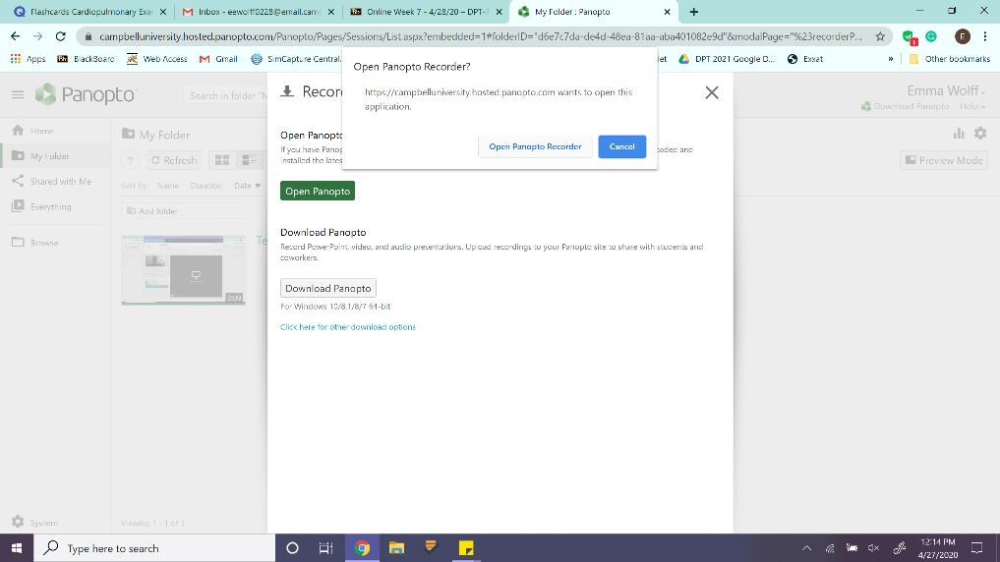 Flashcards Cardiopulmonary Exa
Inbox - eewolff0228@email.cam
Online Week 7 - 4/28/20 – DPT-
My Folder : Panopto
campbelluniversity.hosted.panopto.com/Panopto/Pages/Sessions/List.aspx?embedded=1#folderID="d6e7c7da-de4d-48ea-81aa-aba401082e9d"&modalPage="%23recorderP...
1
E
Apps
BlackBoard
Web Access
Gmail
SimCapture Central
DPT 2021 Google D...
Exxat
»
Other bookmarks
Open Panopto Recorder?
https://campbelluniversity.hosted.panopto.com wants to open this
application.
Open Panopto Recorder
Cancel
Panopto
Search in folder "M
Emma Wolff
Download Panopto
Help
Home
My Folder
Shared with Me
Everything
Browse
System
My Folder
Refresh
Preview Mode
Sort by: Name Duration Date
Add folder
Te
0:09
Viewing 1 - 1 of 1
Recor
Open Panopto
If you have Panop
oaded and
installed the lates
Open Panopto
Download Panopto
Record PowerPoint, video, and audio presentations. Upload recordings to your Panopto site to share with students and
coworkers.
Download Panopto
For Windows 10/8.1/8/7 64-bit
Click here for other download options
Type here to search
12:14 PM
4/27/2020